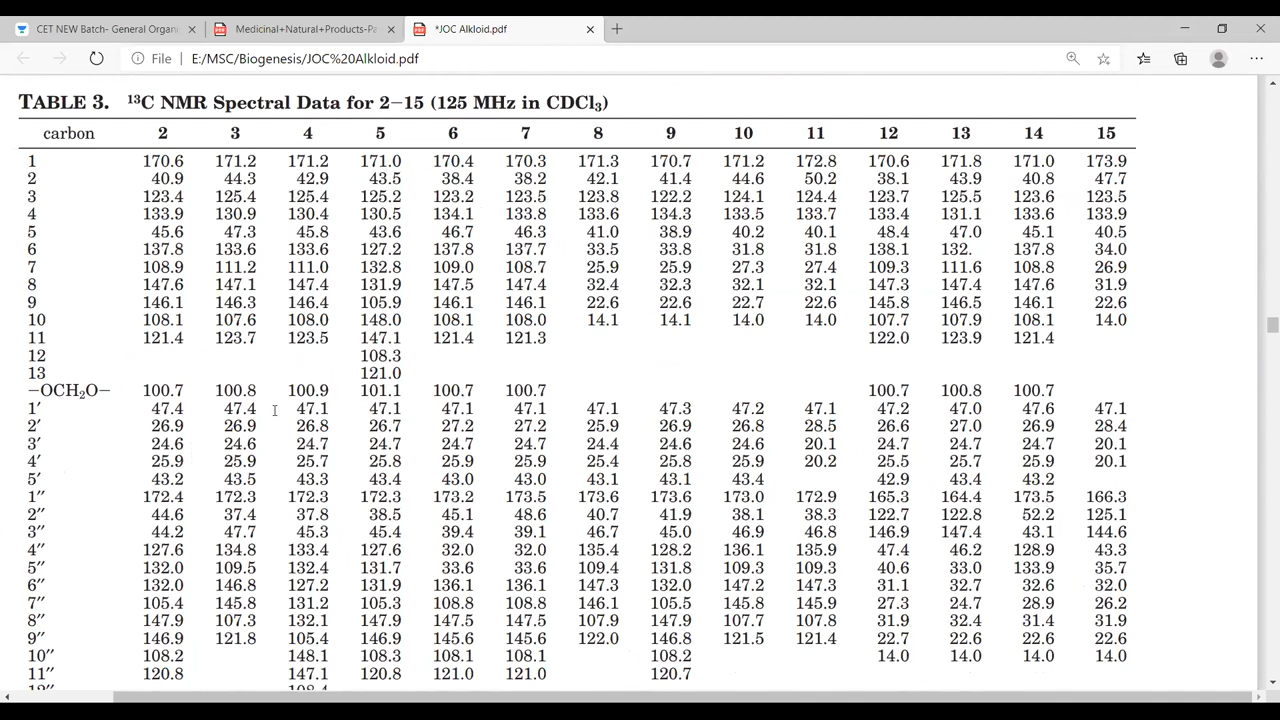 CET NEW Batch- General Organi
Medicinal+Natural+Products-Pa
*JOC Alkloid.pdf
File E:/MSC/Biogenesis/JOC%20Alkloid.pdf
TABLE 3. ¹³C NMR Spectral Data for 2−15 (125 MHz in CDCl₃)
carbon 2 3 4 5 6 7 8 9 10 11 12 13 14 15
1 170.6 171.2 171.2 171.0 170.4 170.3 171.3 170.7 171.2 172.8 170.6 171.8 171.0 173.9
2 40.9 44.3 42.9 43.5 38.4 38.2 42.1 41.4 44.6 50.2 38.1 43.9 40.8 47.7
3 123.4 125.4 125.4 125.2 123.2 123.5 123.8 122.2 124.1 124.4 123.4 125.5 123.6 123.5
4 133.9 130.9 130.4 130.5 134.1 133.8 133.6 134.3 133.5 133.7 133.4 131.1 133.6 133.9
5 45.6 47.3 45.8 43.6 46.7 46.3 41.0 38.9 40.2 40.1 48.4 47.0 45.1 40.5
6 137.8 133.6 133.6 127.2 137.8 137.7 33.5 33.8 31.8 31.8 138.1 132. 137.8 34.0
7 108.9 111.2 111.0 132.8 109.0 108.7 25.9 25.9 27.3 27.4 109.3 111.6 108.8 26.9
8 147.6 147.1 147.4 131.9 147.5 147.4 32.4 32.3 32.1 32.1 147.3 147.4 147.6 31.9
9 146.1 146.3 146.4 105.9 146.1 146.1 22.6 22.6 22.7 22.6 145.8 146.5 146.1 22.6
10 108.1 107.6 108.0 148.0 108.1 108.0 14.1 14.1 14.0 14.0 107.7 107.9 108.1 14.0
11 121.4 123.7 123.5 147.1 121.4 121.3 122.0 123.9 121.4
12 108.3
13 121.0
−OCH₂O− 100.7 100.8 100.9 101.1 100.7 100.7 100.7 100.8 100.7
1′ 47.4 47.4 47.1 47.1 47.1 47.1 47.1 47.3 47.2 47.1 47.2 47.0 47.6 47.1
2′ 26.9 26.9 26.8 26.7 27.2 27.2 25.9 26.9 26.8 28.5 26.6 27.0 26.9 28.4
3′ 24.6 24.6 24.7 24.7 24.7 24.7 24.4 24.6 24.6 20.1 24.7 24.7 24.7 20.1
4′ 25.9 25.9 25.7 25.8 25.9 25.9 25.4 25.8 25.9 20.2 25.5 25.7 25.9 20.1
5′ 43.2 43.5 43.3 43.4 43.0 43.0 43.1 43.1 43.4 42.9 43.4 43.2
1″ 172.4 172.3 172.3 172.3 173.2 173.5 173.6 173.6 173.0 172.9 165.3 164.4 173.5 166.3
2″ 44.6 37.4 37.8 38.5 45.1 48.6 40.7 41.9 38.1 38.3 122.7 122.8 52.2 125.1
3″ 44.2 47.7 45.3 45.4 39.4 39.1 46.7 45.0 46.9 46.8 146.9 147.4 43.1 144.6
4″ 127.6 134.8 133.4 127.6 32.0 32.0 135.4 128.2 136.1 135.9 47.4 46.2 128.9 43.3
5″ 132.0 109.5 132.4 131.7 33.6 33.6 109.4 131.8 109.3 109.3 40.6 33.0 133.9 35.7
6″ 132.0 146.8 127.2 131.9 136.1 136.1 147.3 132.0 147.2 147.3 31.1 32.7 32.6 32.0
7″ 105.4 145.8 131.2 105.3 108.8 108.8 146.1 105.5 145.8 145.9 27.3 24.7 28.9 26.2
8″ 147.9 107.3 132.1 147.9 147.5 147.5 107.9 147.9 107.7 107.8 31.9 32.4 31.4 31.9
9″ 146.9 121.8 105.4 146.9 145.6 145.6 122.0 146.8 121.5 121.4 22.7 22.6 22.6 22.6
10″ 108.2 148.1 108.3 108.1 108.1 108.2 14.0 14.0 14.0 14.0
11″ 120.8 147.1 120.8 121.0 121.0 120.7